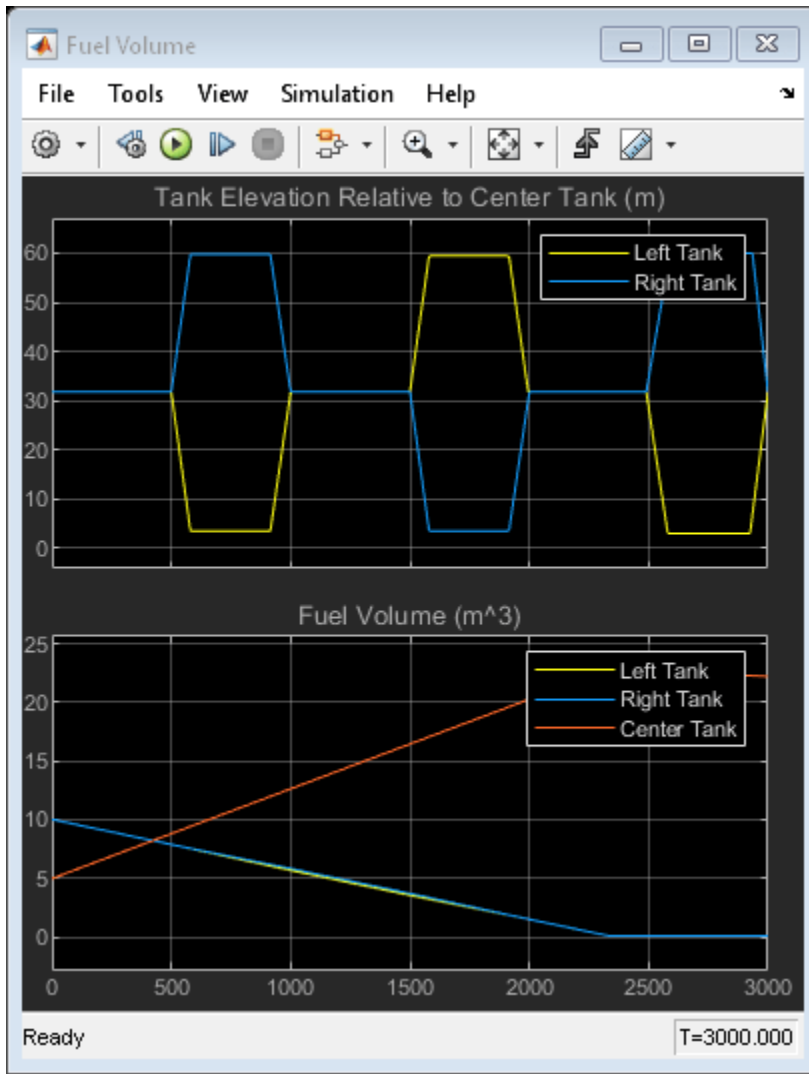 Fuel Volume
File Tools View Simulation Help
Tank Elevation Relative to Center Tank (m)
60
50
40
30
20
10
0
Left Tank
Right Tank
Fuel Volume (m^3)
25
20
15
10
5
0
Left Tank
Right Tank
Center Tank
0 500 1000 1500 2000 2500 3000
Ready T=3000.000